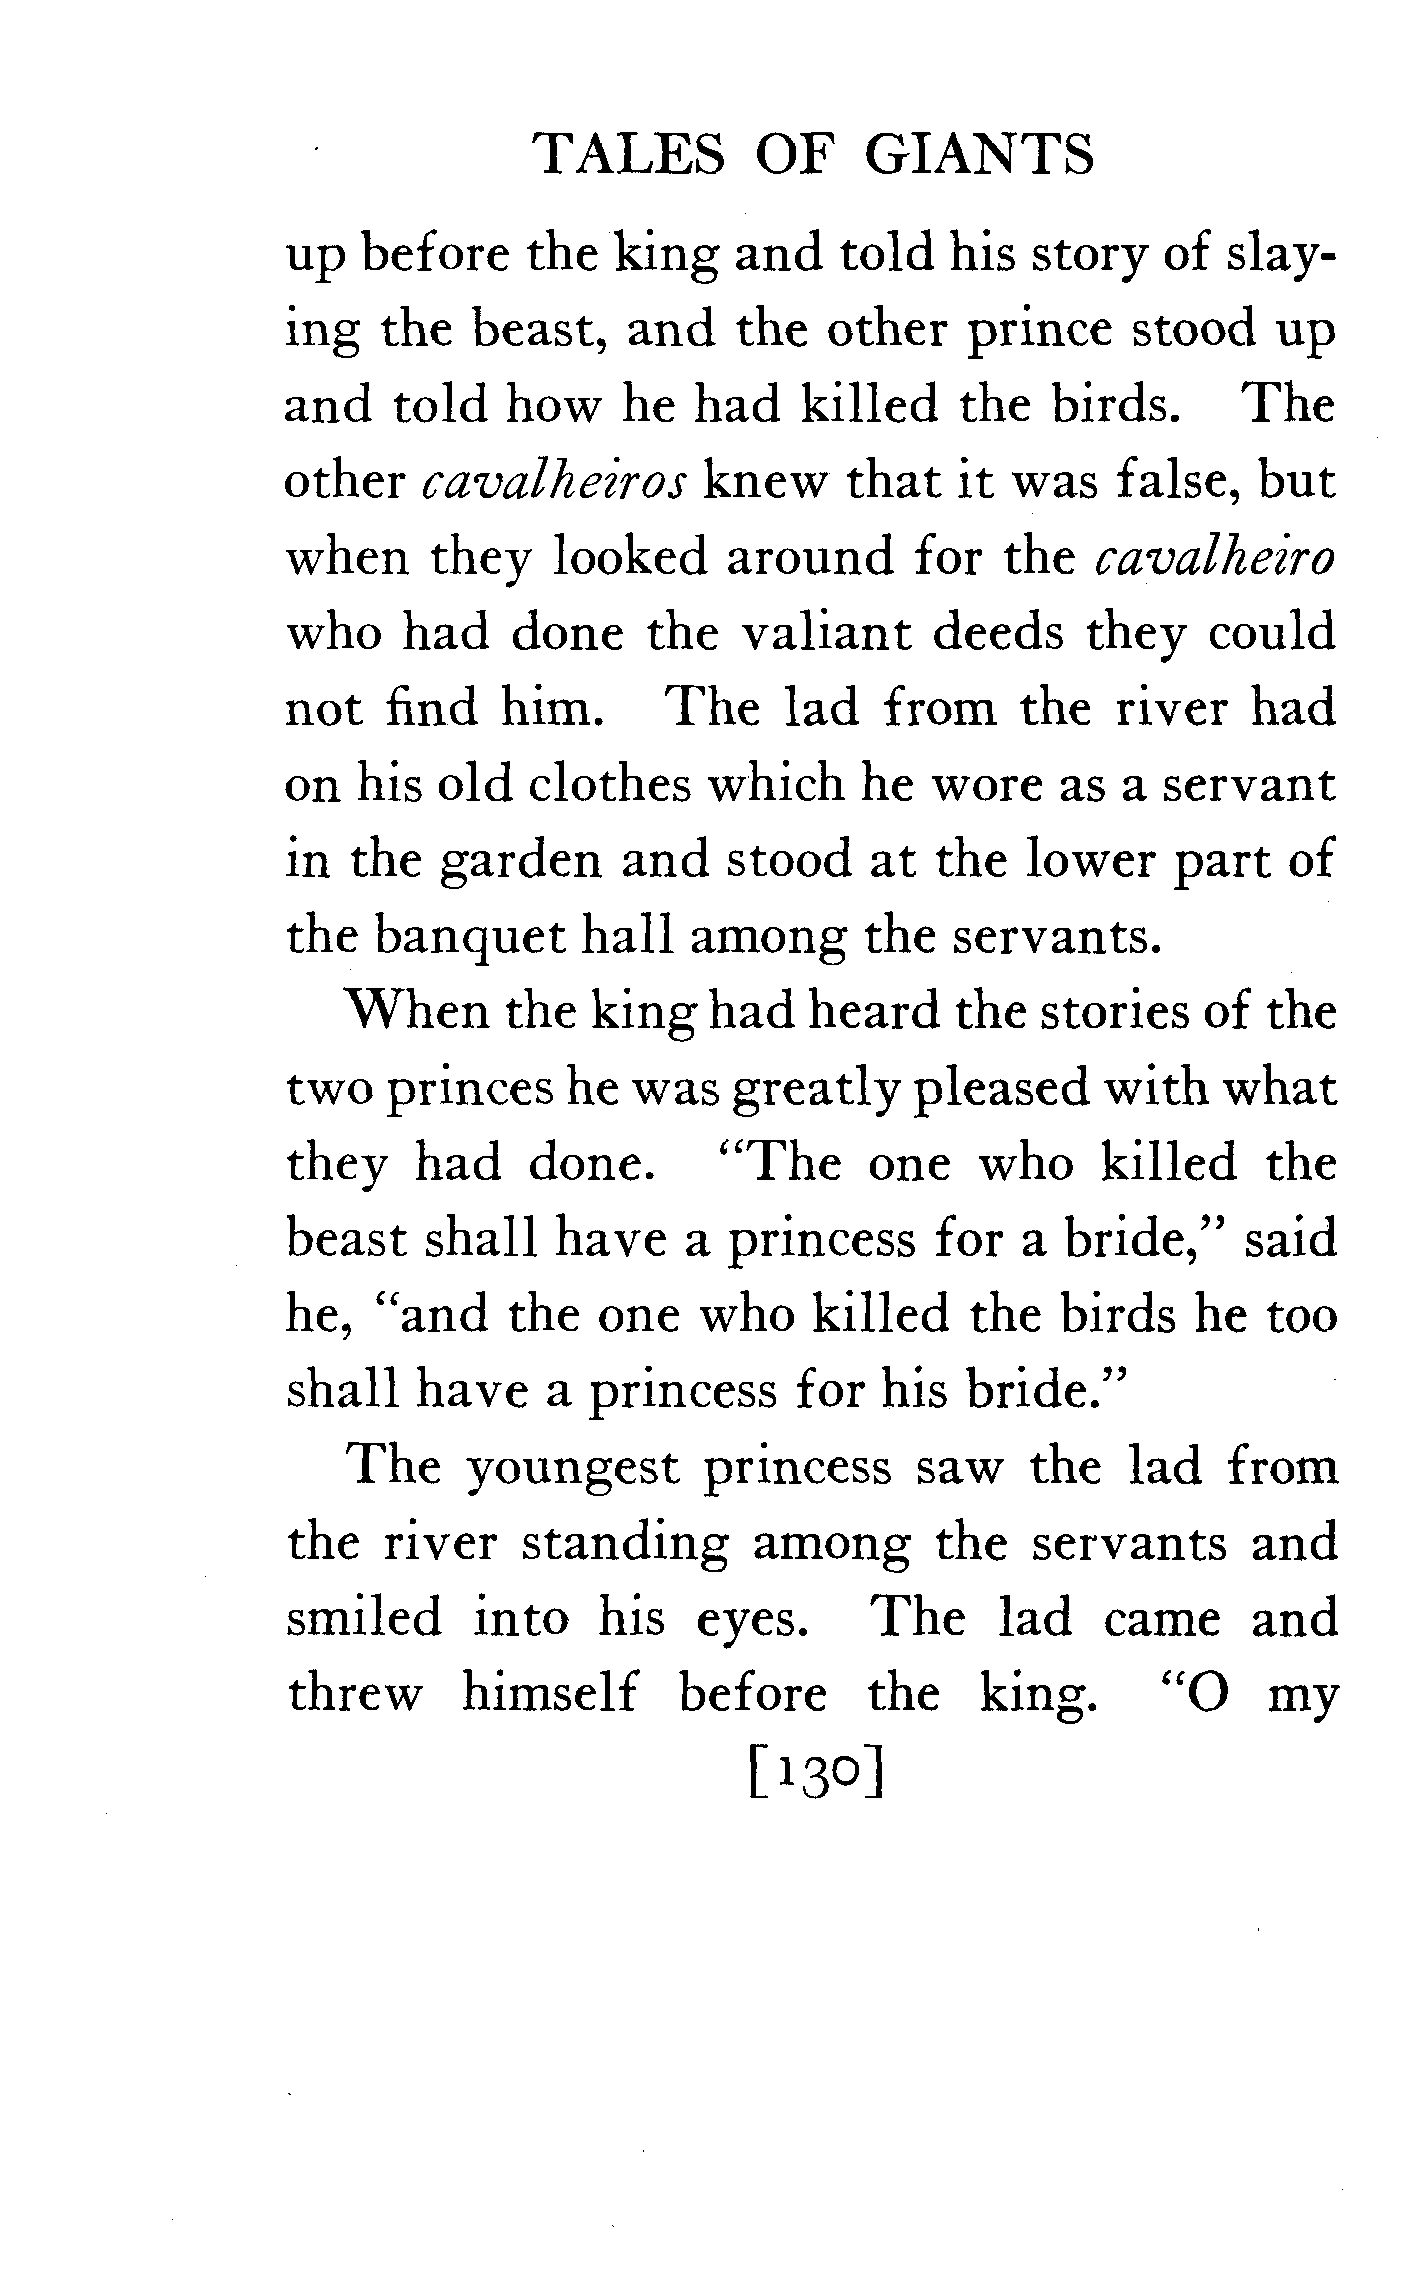 TALES OF GIANTS
up before the king and told his story of slay-
ing the beast, and the other prince stood up
and told how he had killed the birds. The
other cavalheiros knew that it was false, but
when they looked around for the cavalheiro
who had done the valiant deeds they could
not find him. The lad from the river had
on his old clothes which he wore as a servant
in the garden and stood at the lower part of
the banquet hall among the servants.
When the king had heard the stories of the
two princes he was greatly pleased with what
they had done. "The one who killed the
beast shall have a princess for a bride," said
he, "and the one who killed the birds he too
shall have a princess for his bride."
The youngest princess saw the lad from
the river standing among the servants and
smiled into his eyes. The lad came and
threw himself before the king. "O my
[130]